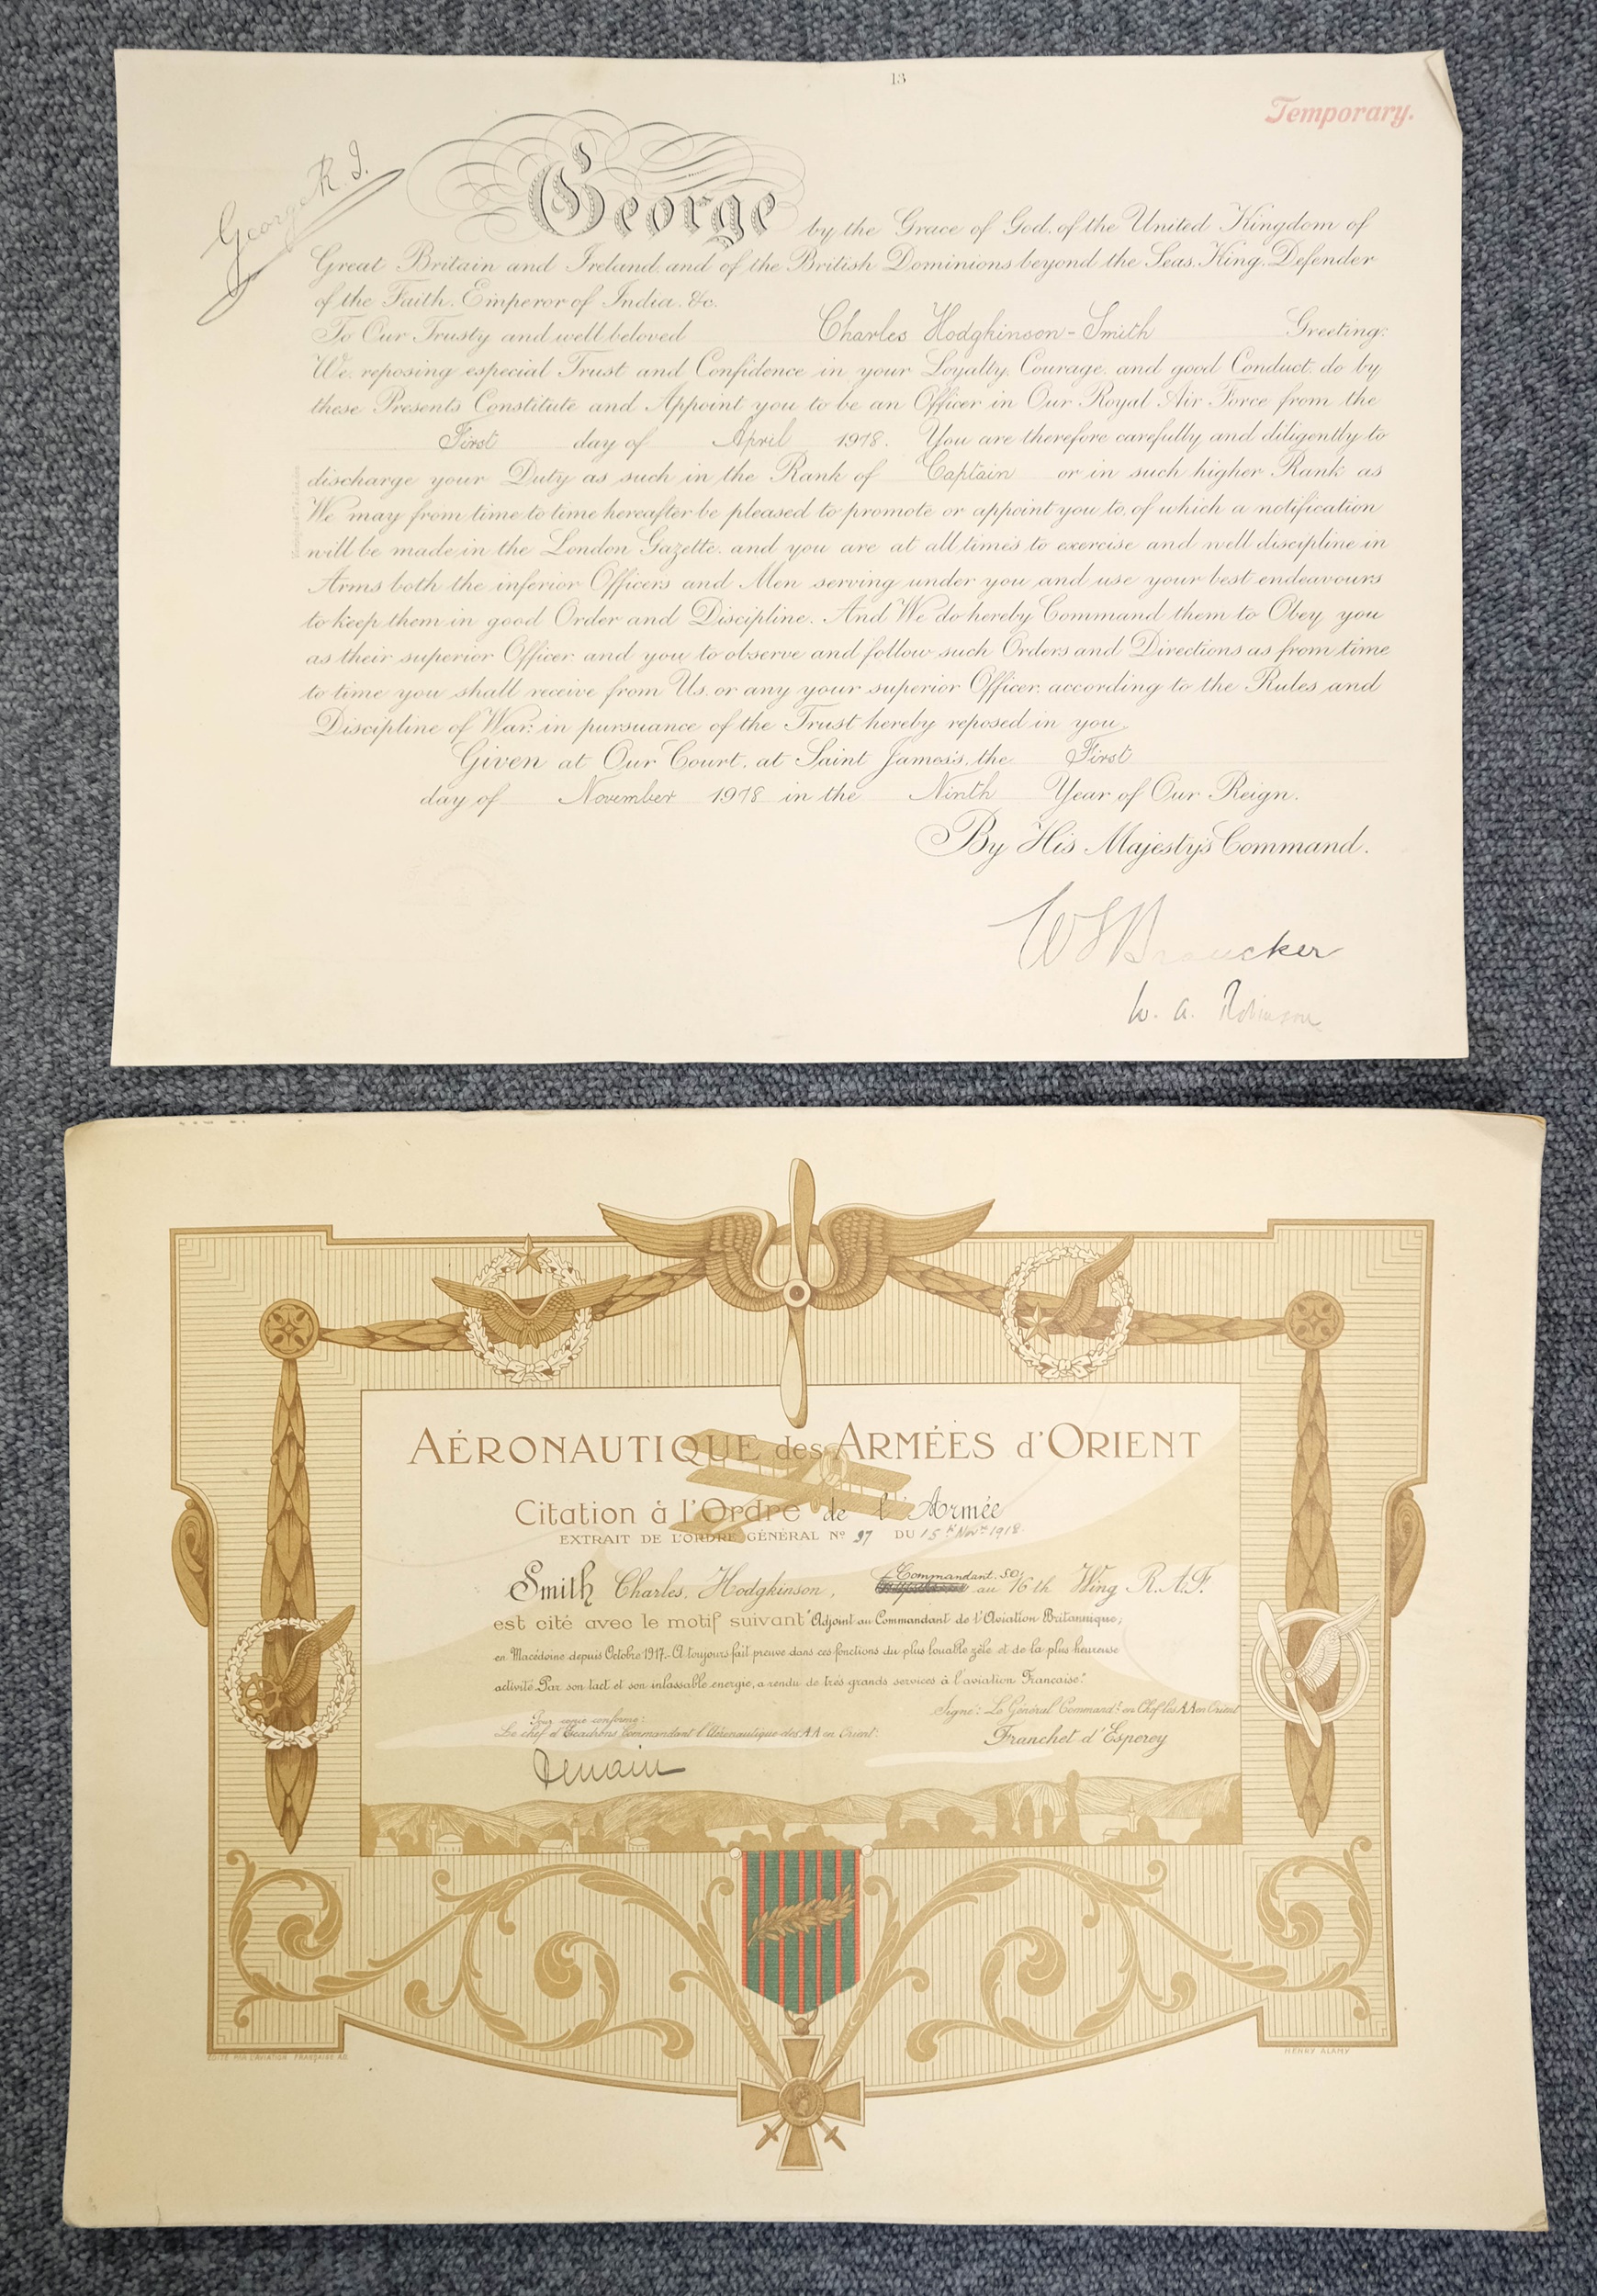 13
Temporary.
George R. I.
George by the Grace of God, of the United Kingdom of
Great Britain and Ireland, and of the British Dominions beyond the Seas, King, Defender
of the Faith, Emperor of India, &c.
To Our Trusty and well beloved Charles Hodgkinson-Smith Greeting:
We, reposing especial Trust and Confidence in your Loyalty, Courage, and good Conduct, do by
these Presents Constitute and Appoint you to be an Officer in Our Royal Air Force from the
First day of April 1918. You are therefore carefully and diligently to
discharge your Duty as such in the Rank of Captain or in such higher Rank as
We may from time to time hereafter be pleased to promote or appoint you to, of which a notification
will be made in the London Gazette, and you are at all times to exercise and well discipline in
Arms both the inferior Officers and Men serving under you and use your best endeavours
to keep them in good Order and Discipline. And We do hereby Command them to Obey you
as their superior Officer and you to observe and follow such Orders and Directions as from time
to time you shall receive from Us, or any your superior Officer, according to the Rules and
Discipline of War, in pursuance of the Trust hereby reposed in you.
Given at Our Court, at Saint James's, the First
day of November 1918 in the Ninth Year of Our Reign.
By His Majesty's Command.
W. A. Robinson
AÉRONAUTIQUE des ARMÉES d'ORIENT
Citation à l'Ordre de l'Armée
EXTRAIT DE L'ORDRE GÉNÉRAL Nº 97 DU 15 Novre 1918.
Smith Charles, Hodgkinson, Commandant. SO, au 16th Wing R.A.F.
est cité avec le motif suivant "Adjoint au Commandant de l'Aviation Britannique;
en Macédoine depuis Octobre 1917.- A toujours fait preuve dans ces fonctions du plus louable zèle et de la plus heureuse
activité. Par son tact et son inlassable energie, a rendu de très grands services à l'aviation Francaise."
Signé: Le Général Commandt en Chef les AA en Orient
Pour copie conforme:
Le chef d'Escadrons Commandant l'Aéronautique des AA en Orient:
Franchet d'Esperey
Denain
EDITÉ PAR L'AVIATION FRANÇAISE AO.
HENRY ALAMY